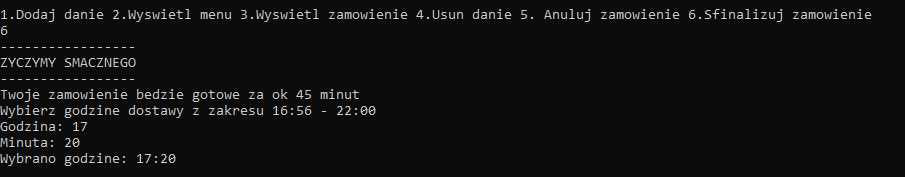 1.Dodaj danie 2.Wyswietl menu 3.Wyswietl zamowienie 4.Usun danie 5. Anuluj zamowienie 6.Sfinalizuj zamowienie
6
-----------------
ZYCZYMY SMACZNEGO
-----------------
Twoje zamowienie bedzie gotowe za ok 45 minut
Wybierz godzine dostawy z zakresu 16:56 - 22:00
Godzina: 17
Minuta: 20
Wybrano godzine: 17:20